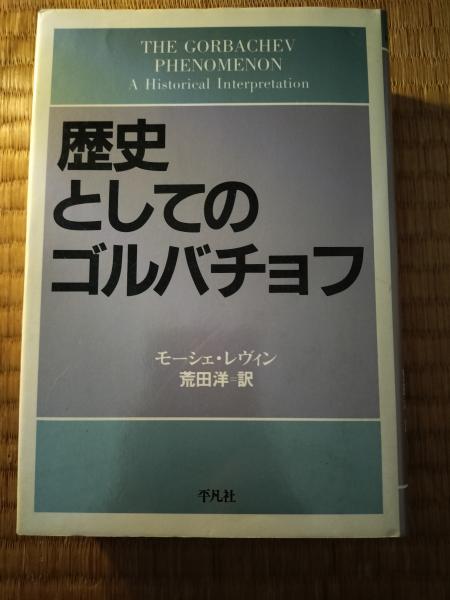 THE GORBACHEV
PHENOMENON
A Historical Interpretation
歴史
としての
ゴルバチョフ
モーシェ・レヴィン
荒田洋=訳
平凡社